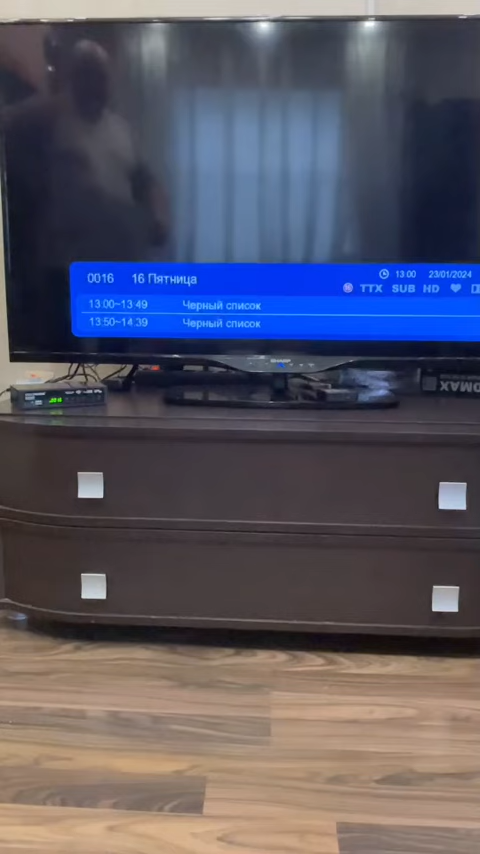 0016 16 Пятница
13:00 23/01/2024
TTX SUB HD
13:00~13:49 Черный список
13:50~14:39 Черный список